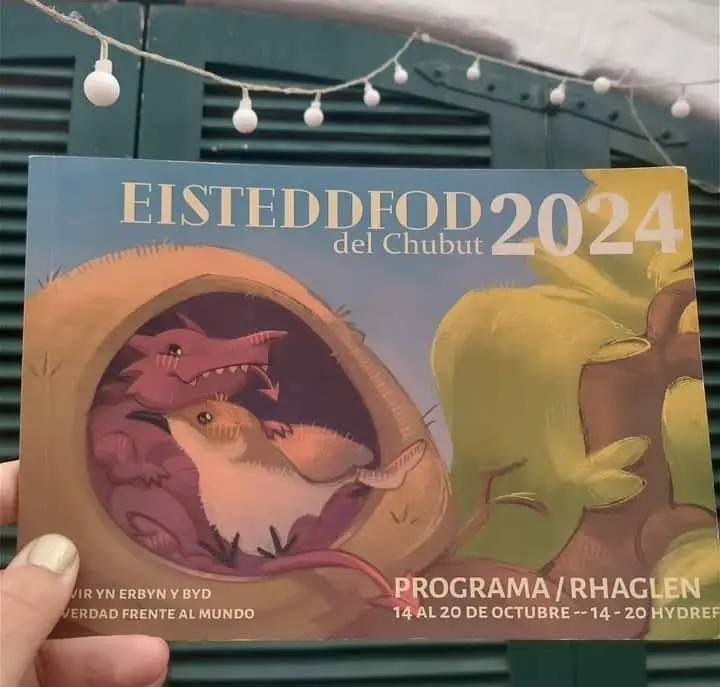 EISTEDDFOD 2024
del Chubut
VIR YN ERBYN Y BYD
VERDAD FRENTE AL MUNDO
PROGRAMA / RHAGLEN
14 AL 20 DE OCTUBRE -- 14 - 20 HYDREF